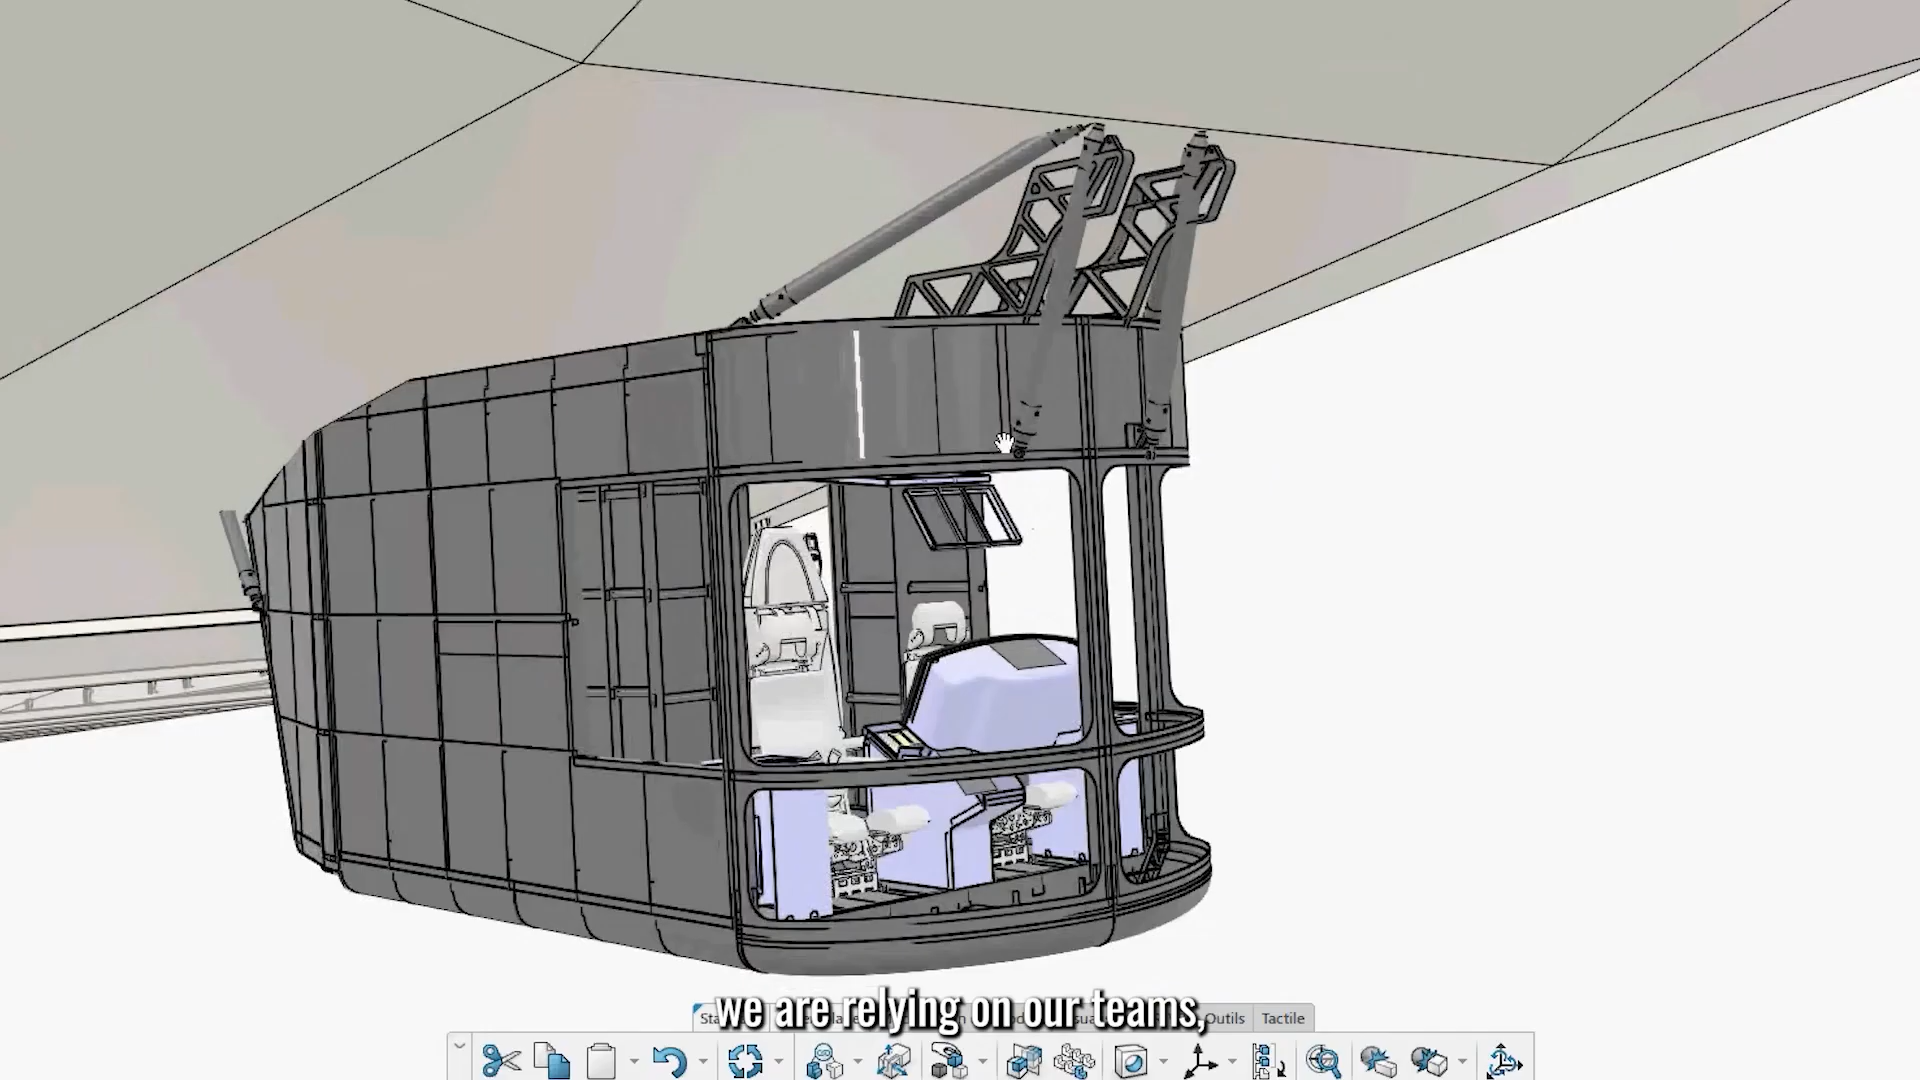 we are relying on our teams,
Outils
Tactile